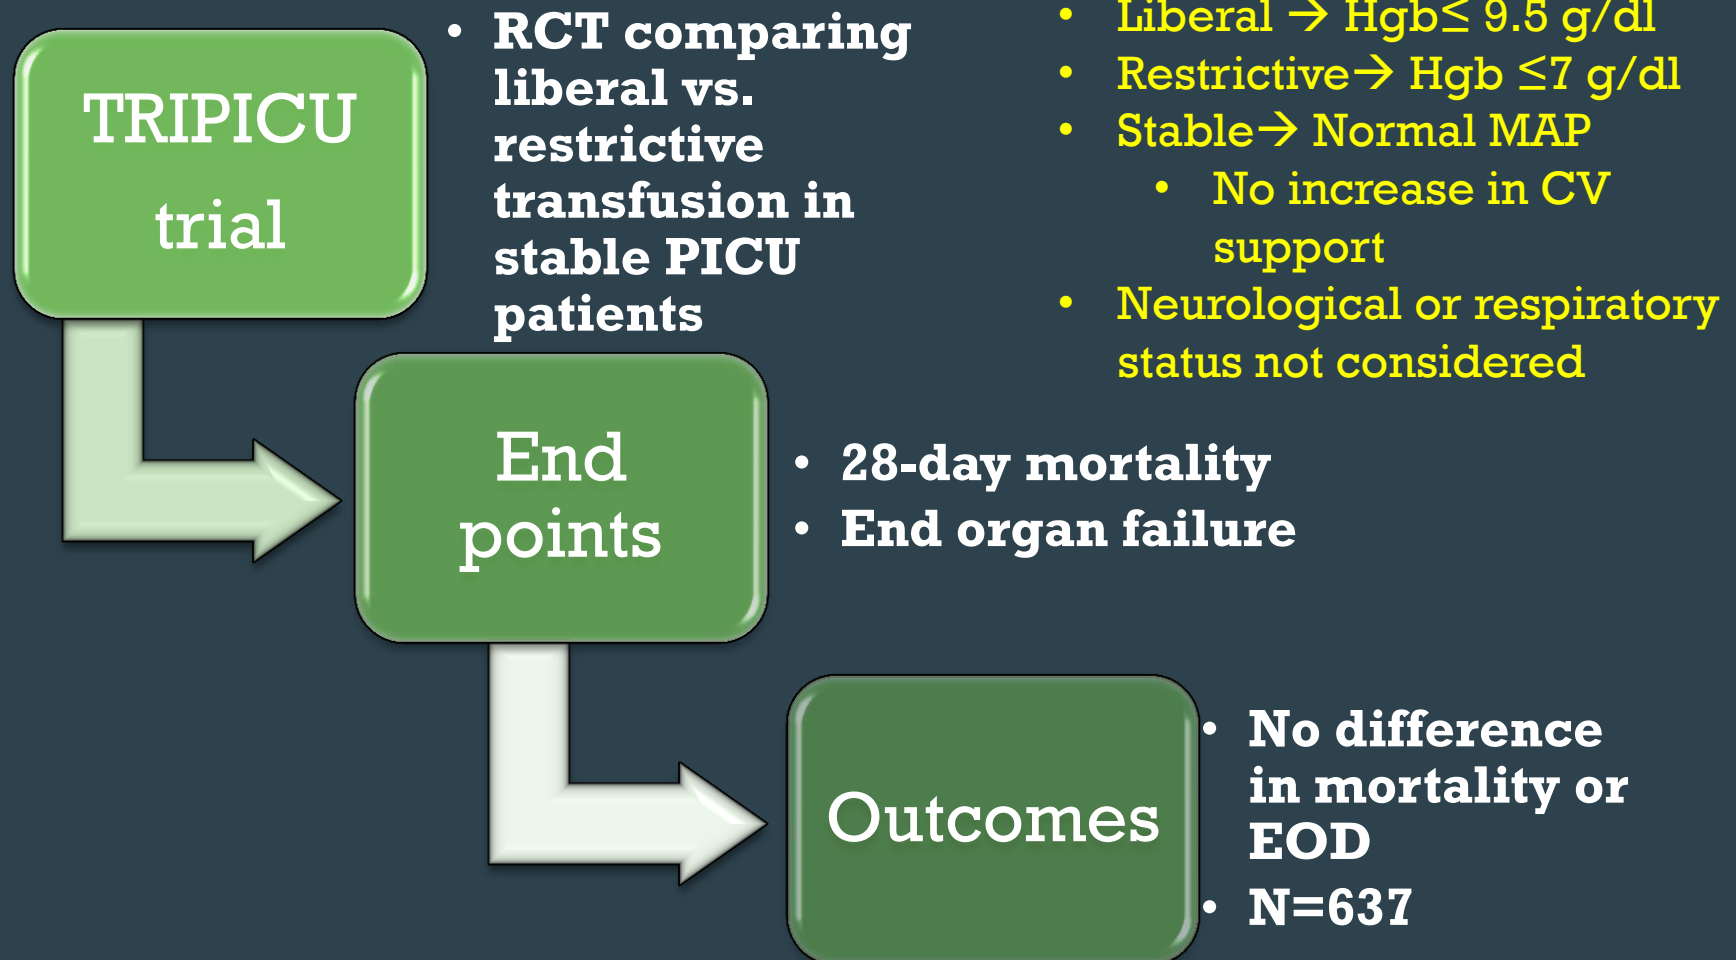 TRIPICU
trial
• RCT comparing
liberal vs.
restrictive
transfusion in
stable PICU
patients
• Liberal → Hgb≤ 9.5 g/dl
• Restrictive→ Hgb ≤7 g/dl
• Stable→ Normal MAP
• No increase in CV
support
• Neurological or respiratory
status not considered
End
points
• 28-day mortality
• End organ failure
Outcomes
• No difference
in mortality or
EOD
• N=637